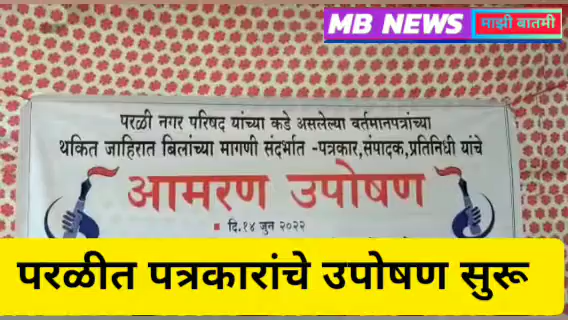 MB NEWS माझी बातमी
परळी नगर परिषद यांच्या कडे असलेल्या वर्तमानपत्रांच्या
थकित जाहिरात बिलांच्या मागणी संदर्भात -पत्रकार,संपादक,प्रतिनिधी यांचे
आमरण उपोषण
दि.१४ जुन २०२२
परळीत पत्रकारांचे उपोषण सुरू